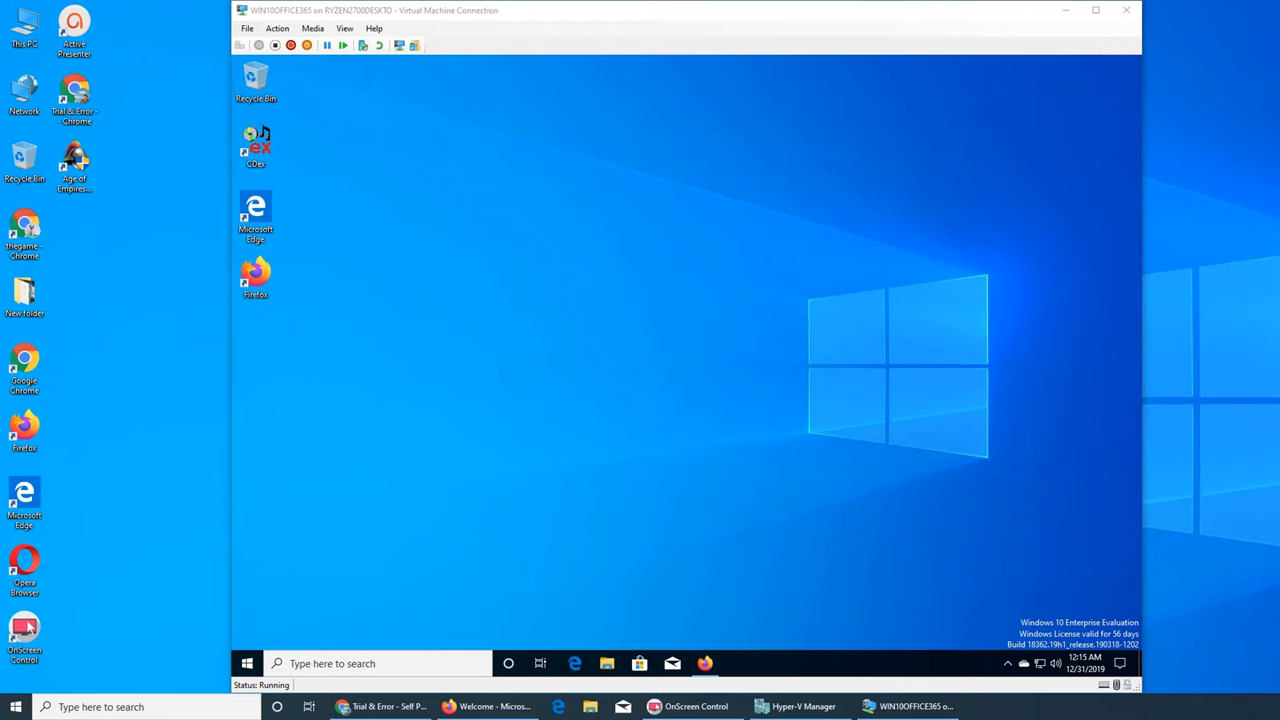 This PC
Active
Presenter
Network
Trial & Error -
- Chrome
Recycle Bin
Age of
Empires...
thegame -
Chrome
New folder
Google
Chrome
Firefox
Microsoft
Edge
Opera
Browser
OnScreen
Control
WIN10OFFICE365 on RYZEN2700DESKTO - Virtual Machine Connection
File Action Media View Help
Recycle Bin
CDex
Microsoft
Edge
Firefox
Windows 10 Enterprise Evaluation
Windows License valid for 56 days
Build 18362.19h1_release.190318-1202
Type here to search
12:15 AM
12/31/2019
Status: Running
Type here to search
Trial & Error - Self P...
Welcome - Micros...
OnScreen Control
Hyper-V Manager
WIN10OFFICE365 o...